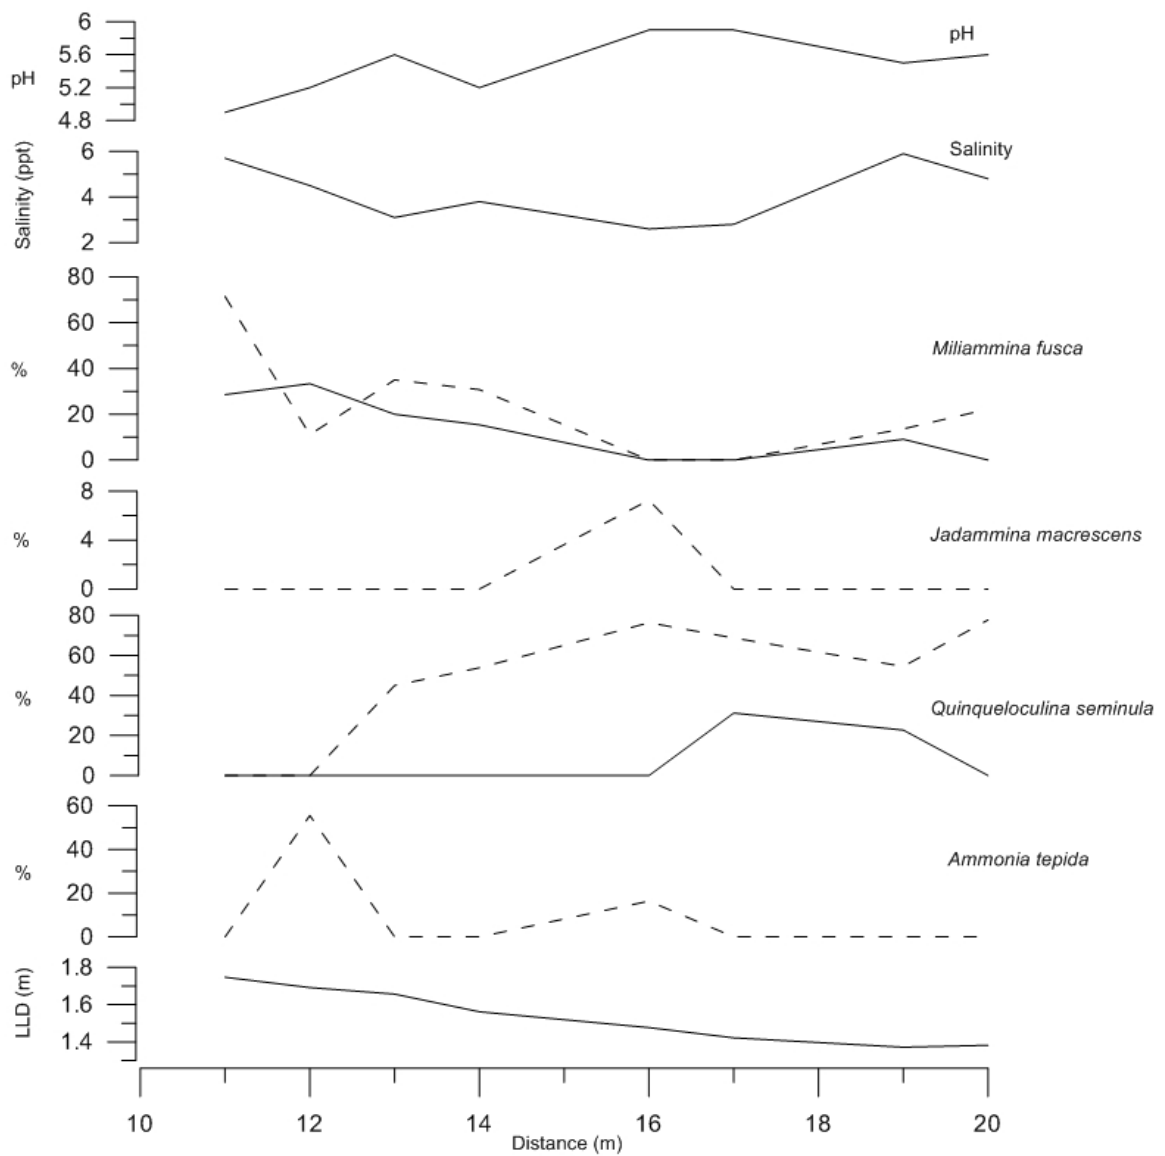 6
5.6
5.2
4.8
pH
pH
6
4
2
Salinity (ppt)
Salinity
80
60
40
20
0
%
Miliammina fusca
8
4
0
%
Jadammina macrescens
80
60
40
20
0
%
Quinqueloculina seminula
60
40
20
0
%
Ammonia tepida
1.8
1.6
1.4
LLD (m)
10 12 14 16 18 20
Distance (m)